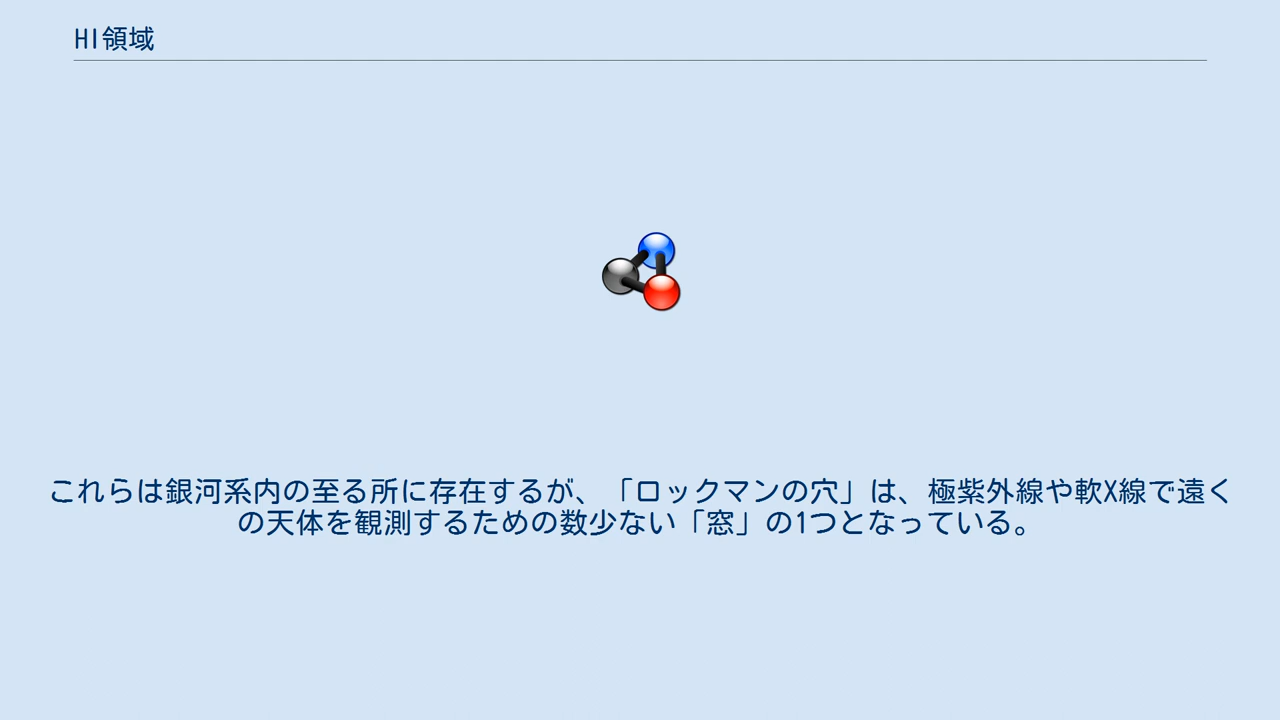 HI領域
これらは銀河系内の至る所に存在するが、「ロックマンの穴」は、極紫外線や軟X線で遠く
の天体を観測するための数少ない「窓」の1つとなっている。